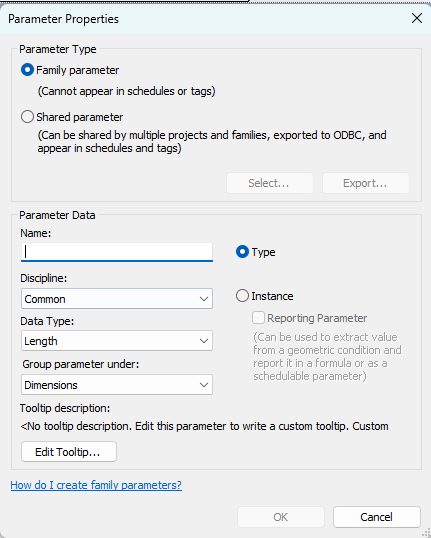 Parameter Properties
Parameter Type
Family parameter
(Cannot appear in schedules or tags)
Shared parameter
(Can be shared by multiple projects and families, exported to ODBC, and
appear in schedules and tags)
Select...
Export...
Parameter Data
Name:
Type
Discipline:
Common
Instance
Data Type:
Reporting Parameter
Length
(Can be used to extract value
from a geometric condition and
report it in a formula or as a
schedulable parameter)
Group parameter under:
Dimensions
Tooltip description:
<No tooltip description. Edit this parameter to write a custom tooltip. Custom
Edit Tooltip...
How do I create family parameters?
OK
Cancel